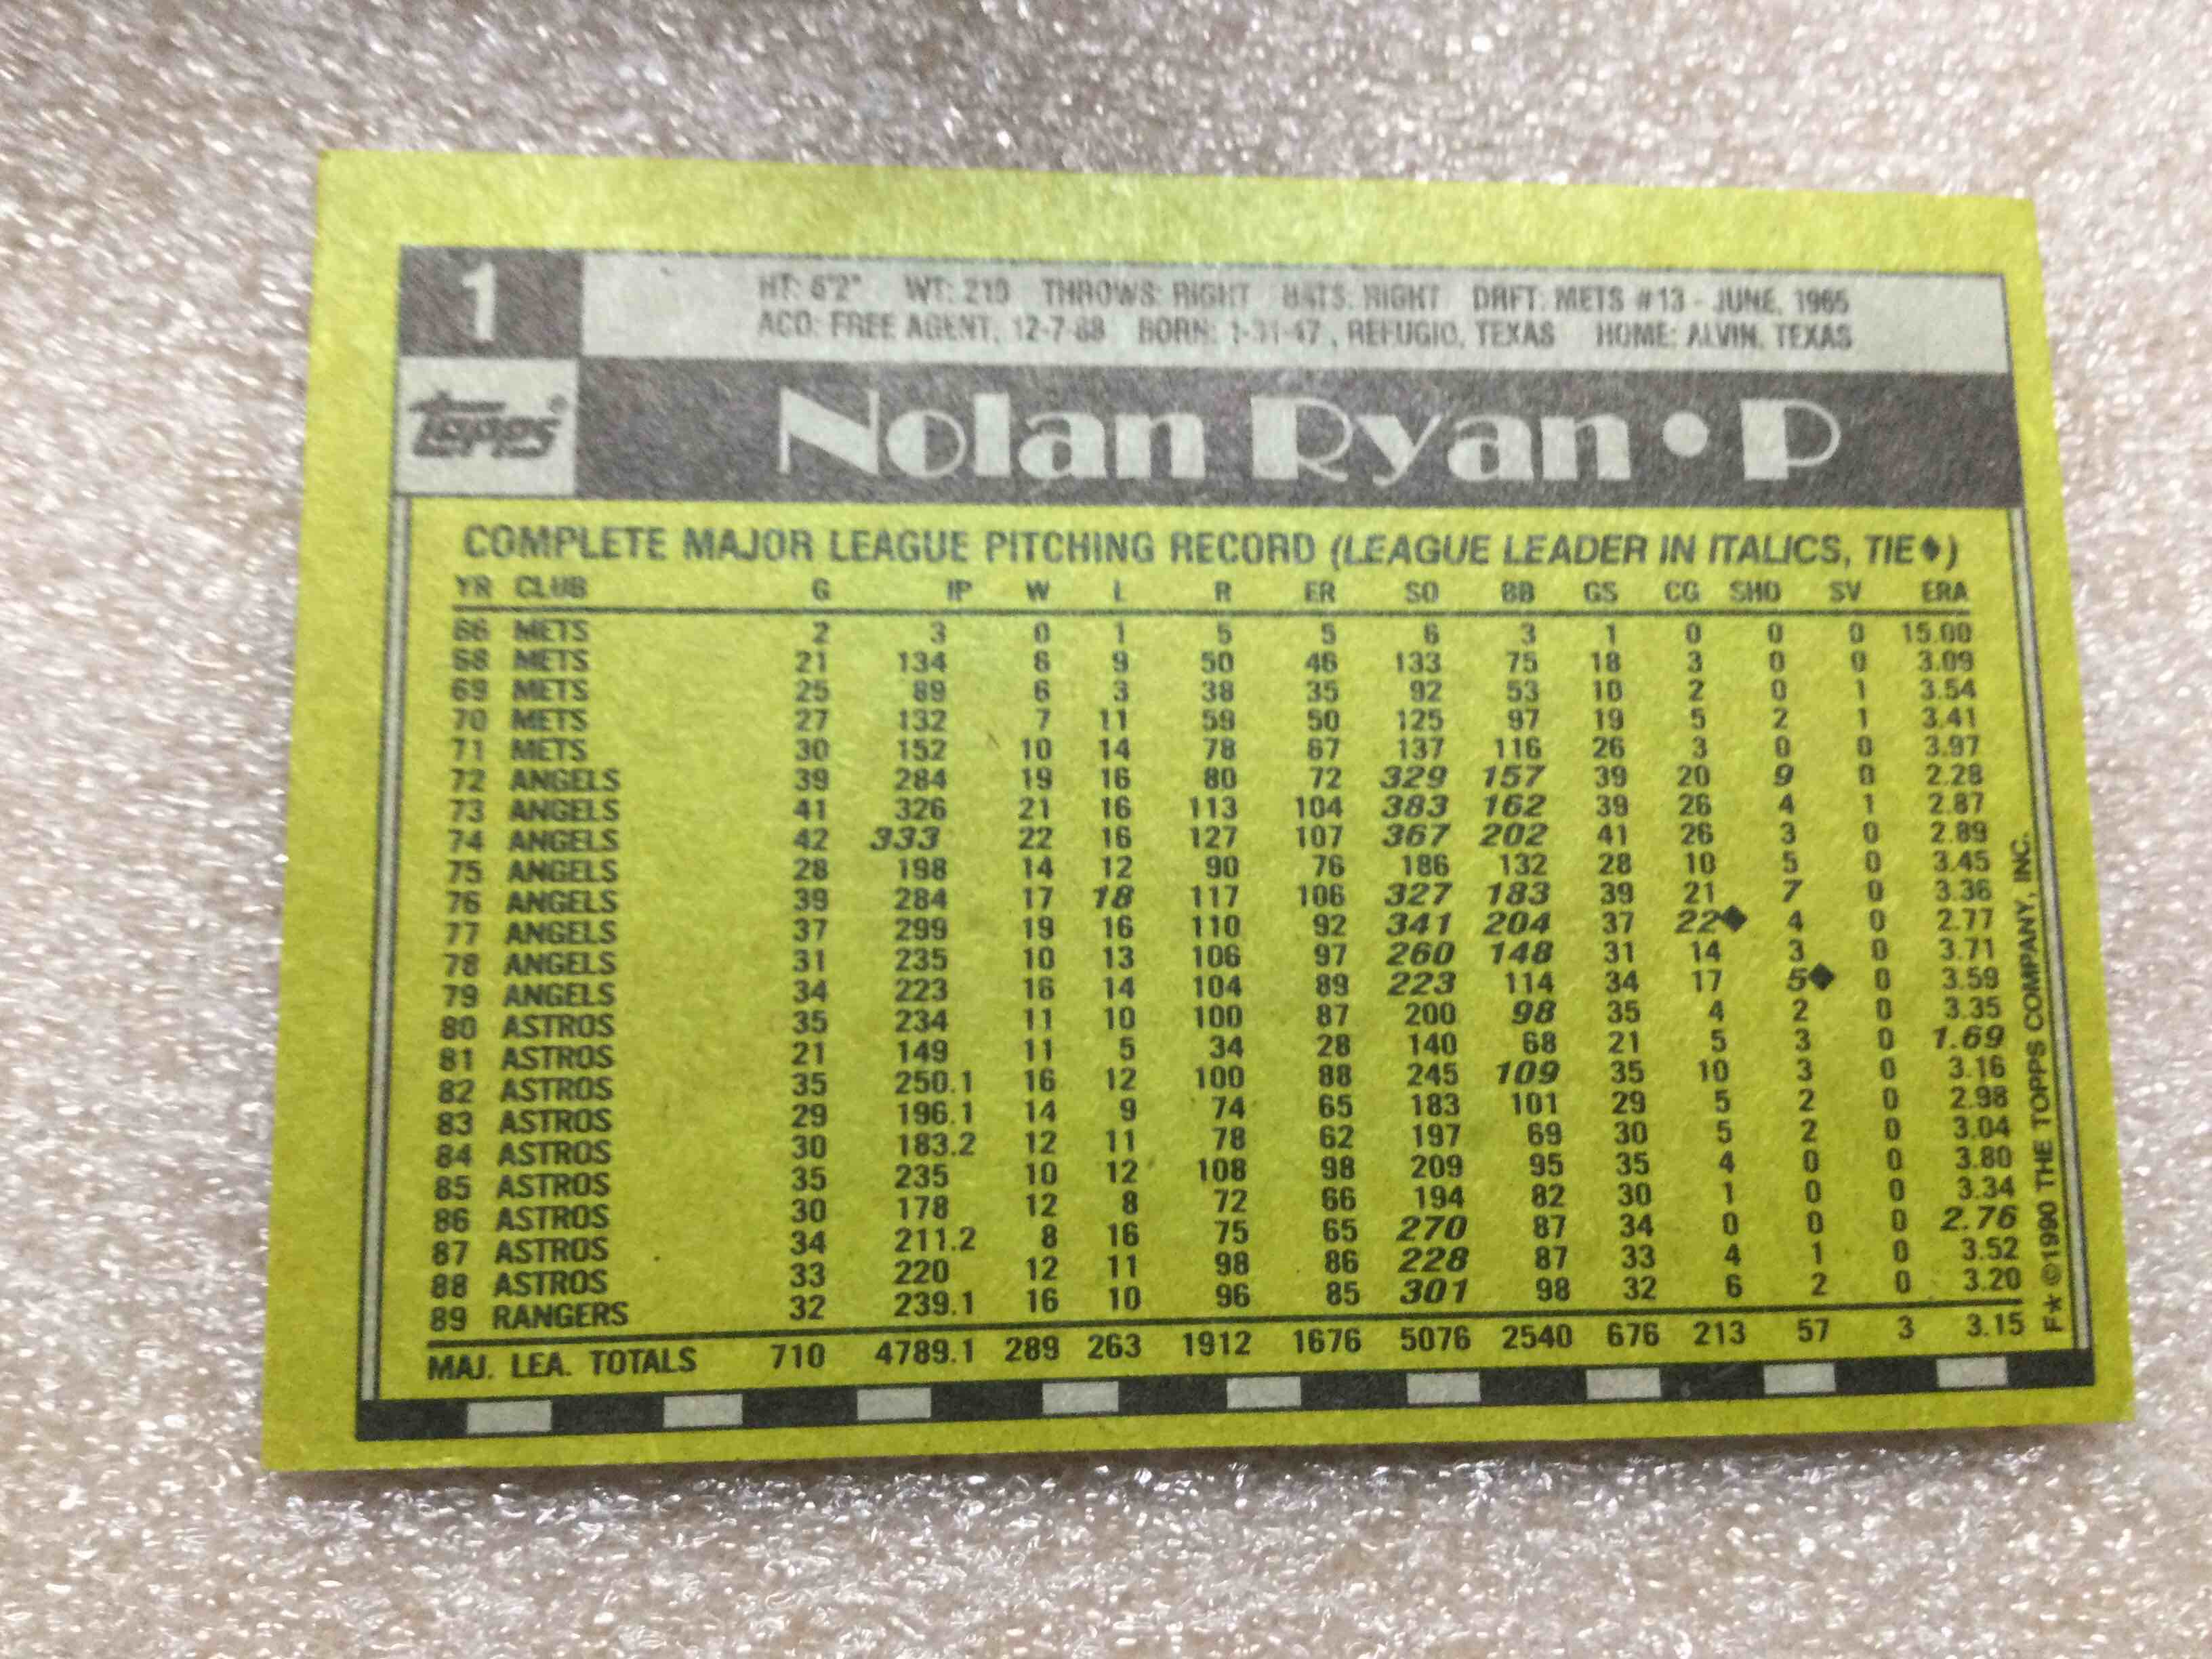 1
HT: 6'2" WT: 210 THROWS: RIGHT BATS: RIGHT DRFT: METS #13 - JUNE, 1965
ACQ: FREE AGENT, 12-7-88 BORN: 1-31-47, REFUGIO, TEXAS HOME: ALVIN, TEXAS
Topps®
Nolan Ryan • P
COMPLETE MAJOR LEAGUE PITCHING RECORD (LEAGUE LEADER IN ITALICS, TIE♦)
YR CLUB G IP W L R ER SO BB GS CG SHO SV ERA
66 METS 2 3 0 1 5 5 6 3 1 0 0 0 15.00
68 METS 21 134 6 9 50 46 133 75 18 3 0 0 3.09
69 METS 25 89 6 3 38 35 92 53 10 2 0 1 3.54
70 METS 27 132 7 11 59 50 125 97 19 5 2 1 3.41
71 METS 30 152 10 14 78 67 137 116 26 3 0 0 3.97
72 ANGELS 39 284 19 16 80 72 329 157 39 20 9 0 2.28
73 ANGELS 41 326 21 16 113 104 383 162 39 26 4 1 2.87
74 ANGELS 42 333 22 16 127 107 367 202 41 26 3 0 2.89
75 ANGELS 28 198 14 12 90 76 186 132 28 10 5 0 3.45
76 ANGELS 39 284 17 18 117 106 327 183 39 21 7 0 3.36
77 ANGELS 37 299 19 16 110 92 341 204 37 22♦ 4 0 2.77
78 ANGELS 31 235 10 13 106 97 260 148 31 14 3 0 3.71
79 ANGELS 34 223 16 14 104 89 223 114 34 17 5♦ 0 3.59
80 ASTROS 35 234 11 10 100 87 200 98 35 4 2 0 3.35
81 ASTROS 21 149 11 5 34 28 140 68 21 5 3 0 1.69
82 ASTROS 35 250.1 16 12 100 88 245 109 35 10 3 0 3.16
83 ASTROS 29 196.1 14 9 74 65 183 101 29 5 2 0 2.98
84 ASTROS 30 183.2 12 11 78 62 197 69 30 5 2 0 3.04
85 ASTROS 35 235 10 12 108 98 209 95 35 4 0 0 3.80
86 ASTROS 30 178 12 8 72 66 194 82 30 1 0 0 3.34
87 ASTROS 34 211.2 8 16 75 65 270 87 34 0 0 0 2.76
88 ASTROS 33 220 12 11 98 86 228 87 33 4 1 0 3.52
89 RANGERS 32 239.1 16 10 96 85 301 98 32 6 2 0 3.20
MAJ. LEA. TOTALS 710 4789.1 289 263 1912 1676 5076 2540 676 213 57 3 3.15
F★ ©1990 THE TOPPS COMPANY, INC.